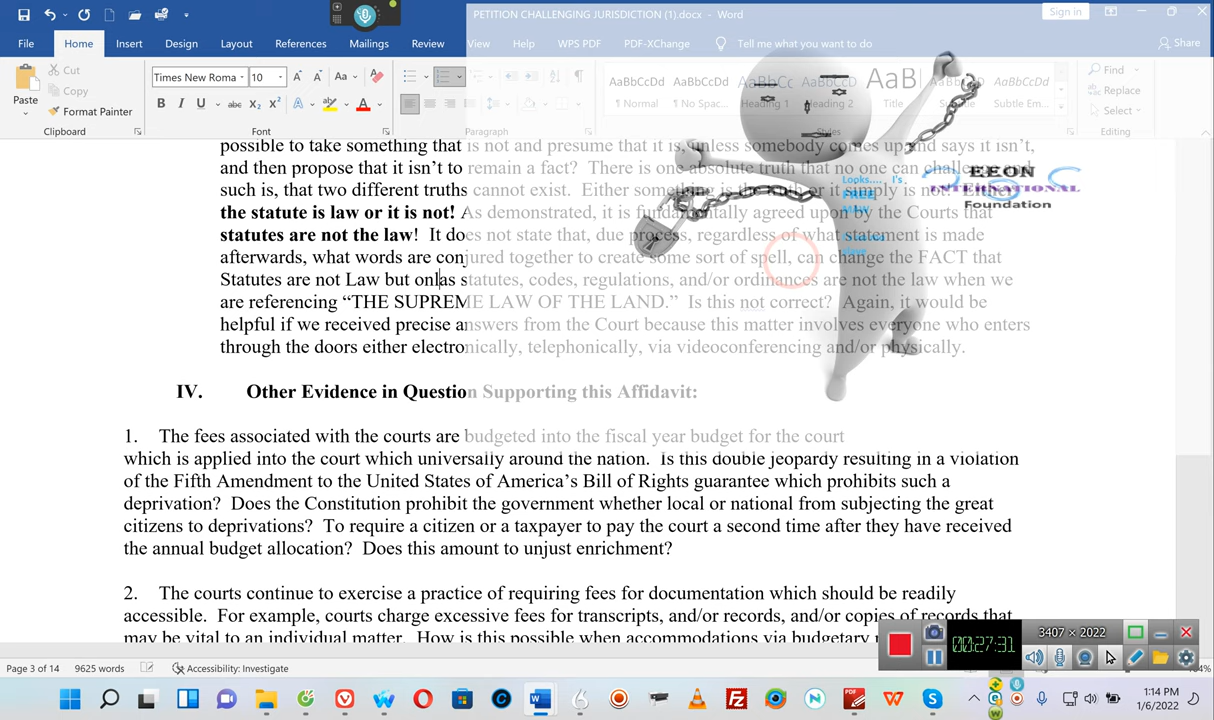 PETITION CHALLENGING JURISDICTION (1).docx - Word
Sign in
File Home Insert Design Layout References Mailings Review View Help WPS PDF PDF-XChange Tell me what you want to do Share
Paste
Cut
Copy
Format Painter
Clipboard
Times New Roma 10
Font
Paragraph
AaBbCcDd AaBbCcDd AaBbCc AaBbCcD AaB AaBbCcD AaBbCcDd
¶ Normal ¶ No Spac... Heading 1 Heading 2 Title Subtle Em...
Styles
Find
Replace
Select
Editing
possible to take something that is not and presume that it is, unless somebody comes up and says it isn't,
and then propose that it isn't to remain a fact? There is one absolute truth that no one can challenge and
such is, that two different truths cannot exist. Either something is the truth or it simply is not! Either
the statute is law or it is not! As demonstrated, it is fundamentally agreed upon by the Courts that
statutes are not the law! It does not state that, due process, regardless of what statement is made
afterwards, what words are conjured together to create some sort of spell, can change the FACT that
Statutes are not Law but onlas statutes, codes, regulations, and/or ordinances are not the law when we
are referencing “THE SUPREME LAW OF THE LAND.” Is this not correct? Again, it would be
helpful if we received precise answers from the Court because this matter involves everyone who enters
through the doors either electronically, telephonically, via videoconferencing and/or physically.
Looks.... I's
FREE
EEON
INTERNATIONAL
Foundation
IV. Other Evidence in Question Supporting this Affidavit:
1. The fees associated with the courts are budgeted into the fiscal year budget for the court
which is applied into the court which universally around the nation. Is this double jeopardy resulting in a violation
of the Fifth Amendment to the United States of America's Bill of Rights guarantee which prohibits such a
deprivation? Does the Constitution prohibit the government whether local or national from subjecting the great
citizens to deprivations? To require a citizen or a taxpayer to pay the court a second time after they have received
the annual budget allocation? Does this amount to unjust enrichment?
2. The courts continue to exercise a practice of requiring fees for documentation which should be readily
accessible. For example, courts charge excessive fees for transcripts, and/or records, and/or copies of records that
may be vital to an individual matter. How is this possible when accommodations via budgetary
00:27:31
3407 × 2022
Page 3 of 14 9625 words Accessibility: Investigate
1:14 PM
1/6/2022